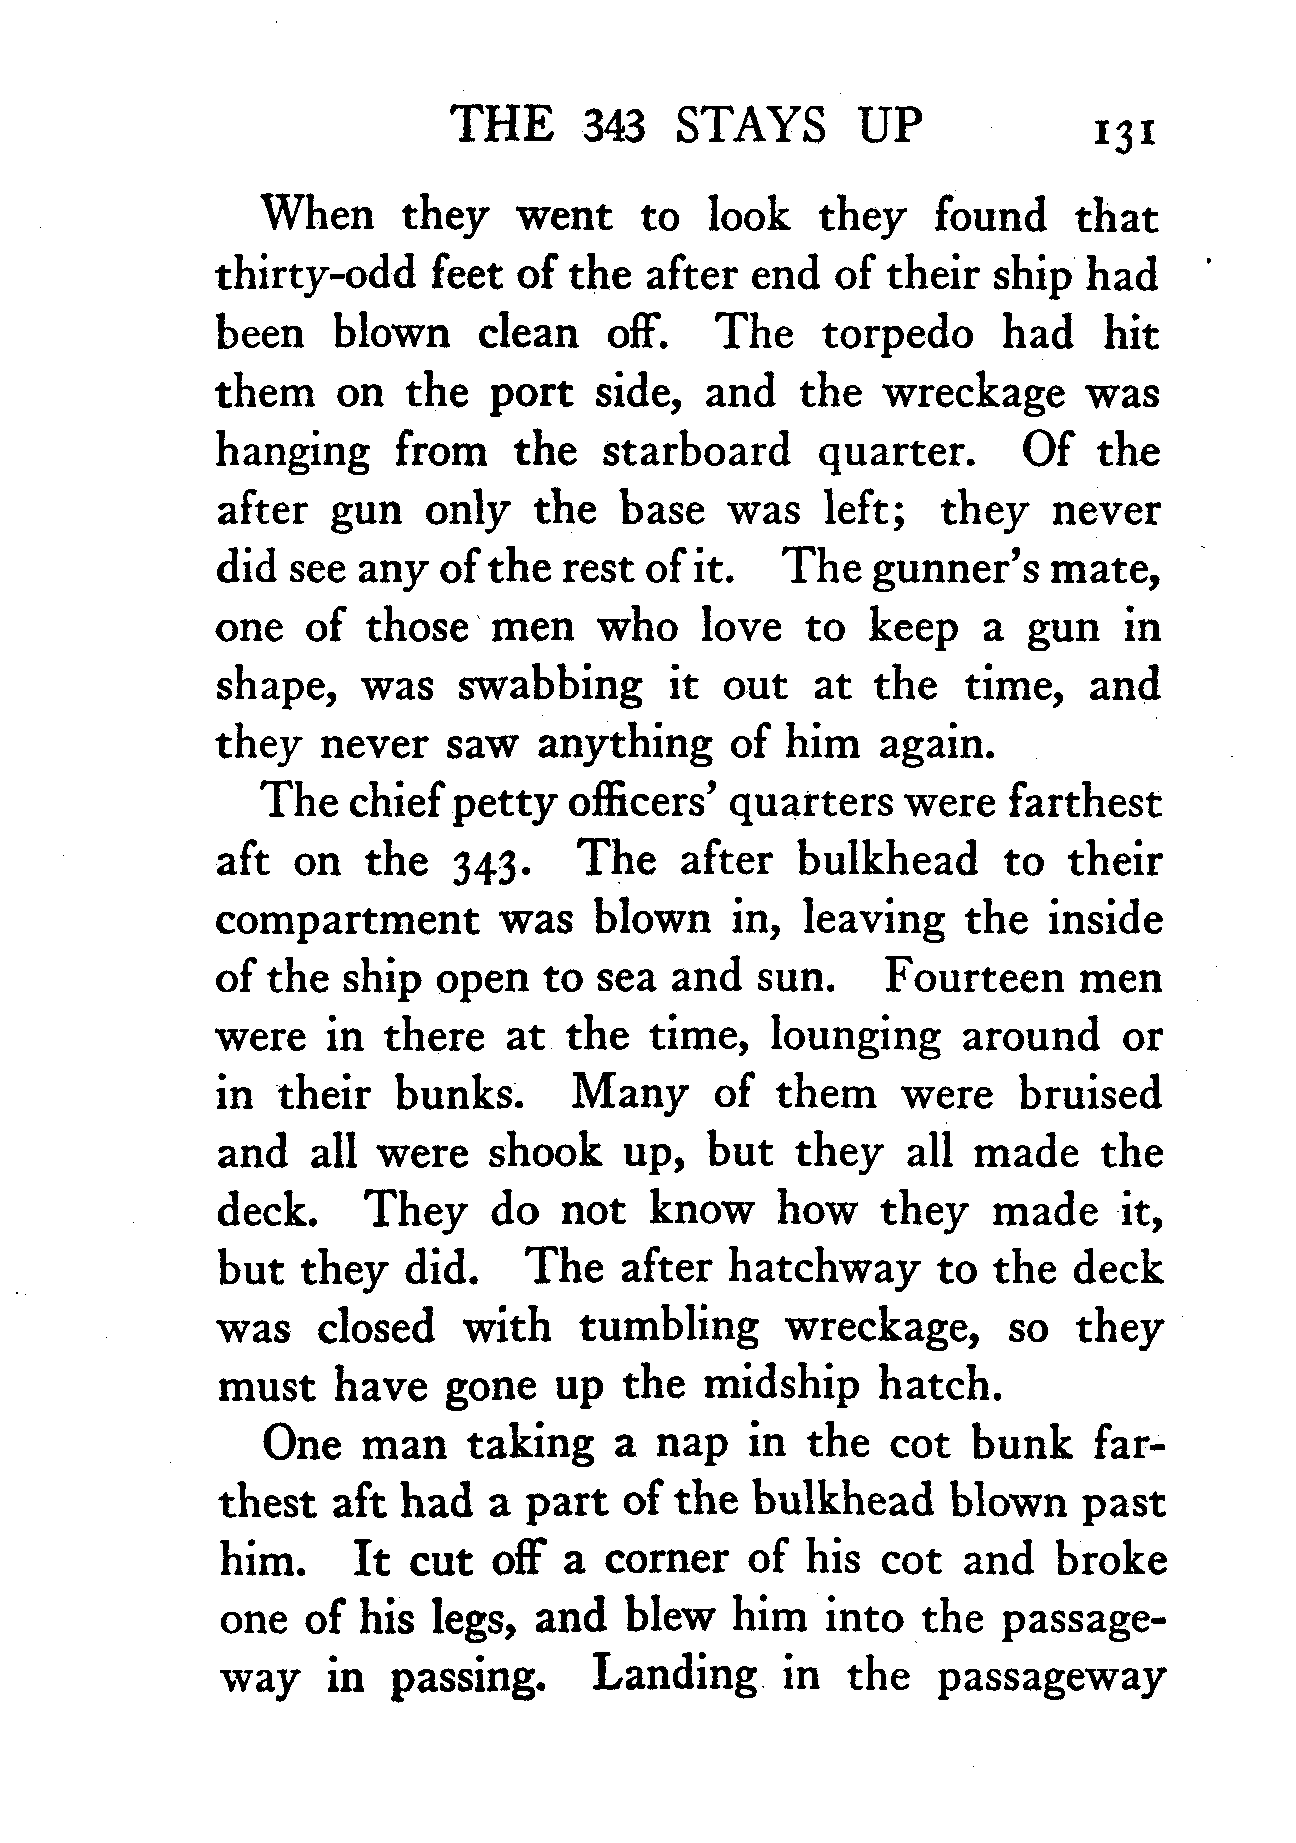 THE 343 STAYS UP 131
When they went to look they found that
thirty-odd feet of the after end of their ship had
been blown clean off. The torpedo had hit
them on the port side, and the wreckage was
hanging from the starboard quarter. Of the
after gun only the base was left; they never
did see any of the rest of it. The gunner's mate,
one of those men who love to keep a gun in
shape, was swabbing it out at the time, and
they never saw anything of him again.
The chief petty officers' quarters were farthest
aft on the 343. The after bulkhead to their
compartment was blown in, leaving the inside
of the ship open to sea and sun. Fourteen men
were in there at the time, lounging around or
in their bunks. Many of them were bruised
and all were shook up, but they all made the
deck. They do not know how they made it,
but they did. The after hatchway to the deck
was closed with tumbling wreckage, so they
must have gone up the midship hatch.
One man taking a nap in the cot bunk far-
thest aft had a part of the bulkhead blown past
him. It cut off a corner of his cot and broke
one of his legs, and blew him into the passage-
way in passing. Landing in the passageway